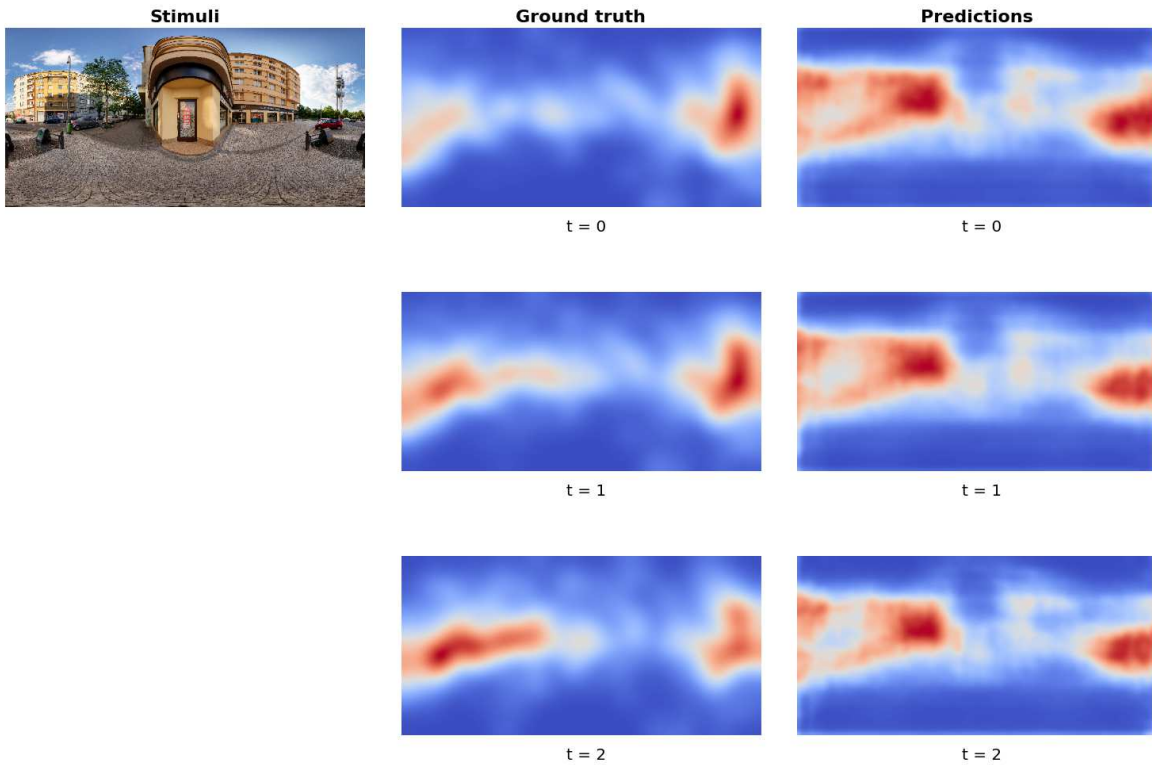 Stimuli
Ground truth
Predictions
t = 0
t = 0
t = 1
t = 1
t = 2
t = 2